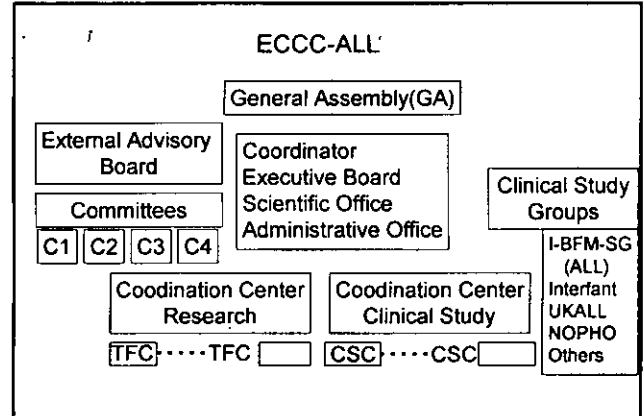 ECCC-ALL
General Assembly(GA)
External Advisory
Board
Coordinator
Executive Board
Scientific Office
Administrative Office
Committees
C1 C2 C3 C4
Clinical Study
Groups
I-BFM-SG
(ALL)
Interfant
UKALL
NOPHO
Others
Coodination Center
Research
TFC·····TFC
Coodination Center
Clinical Study
CSC·····CSC